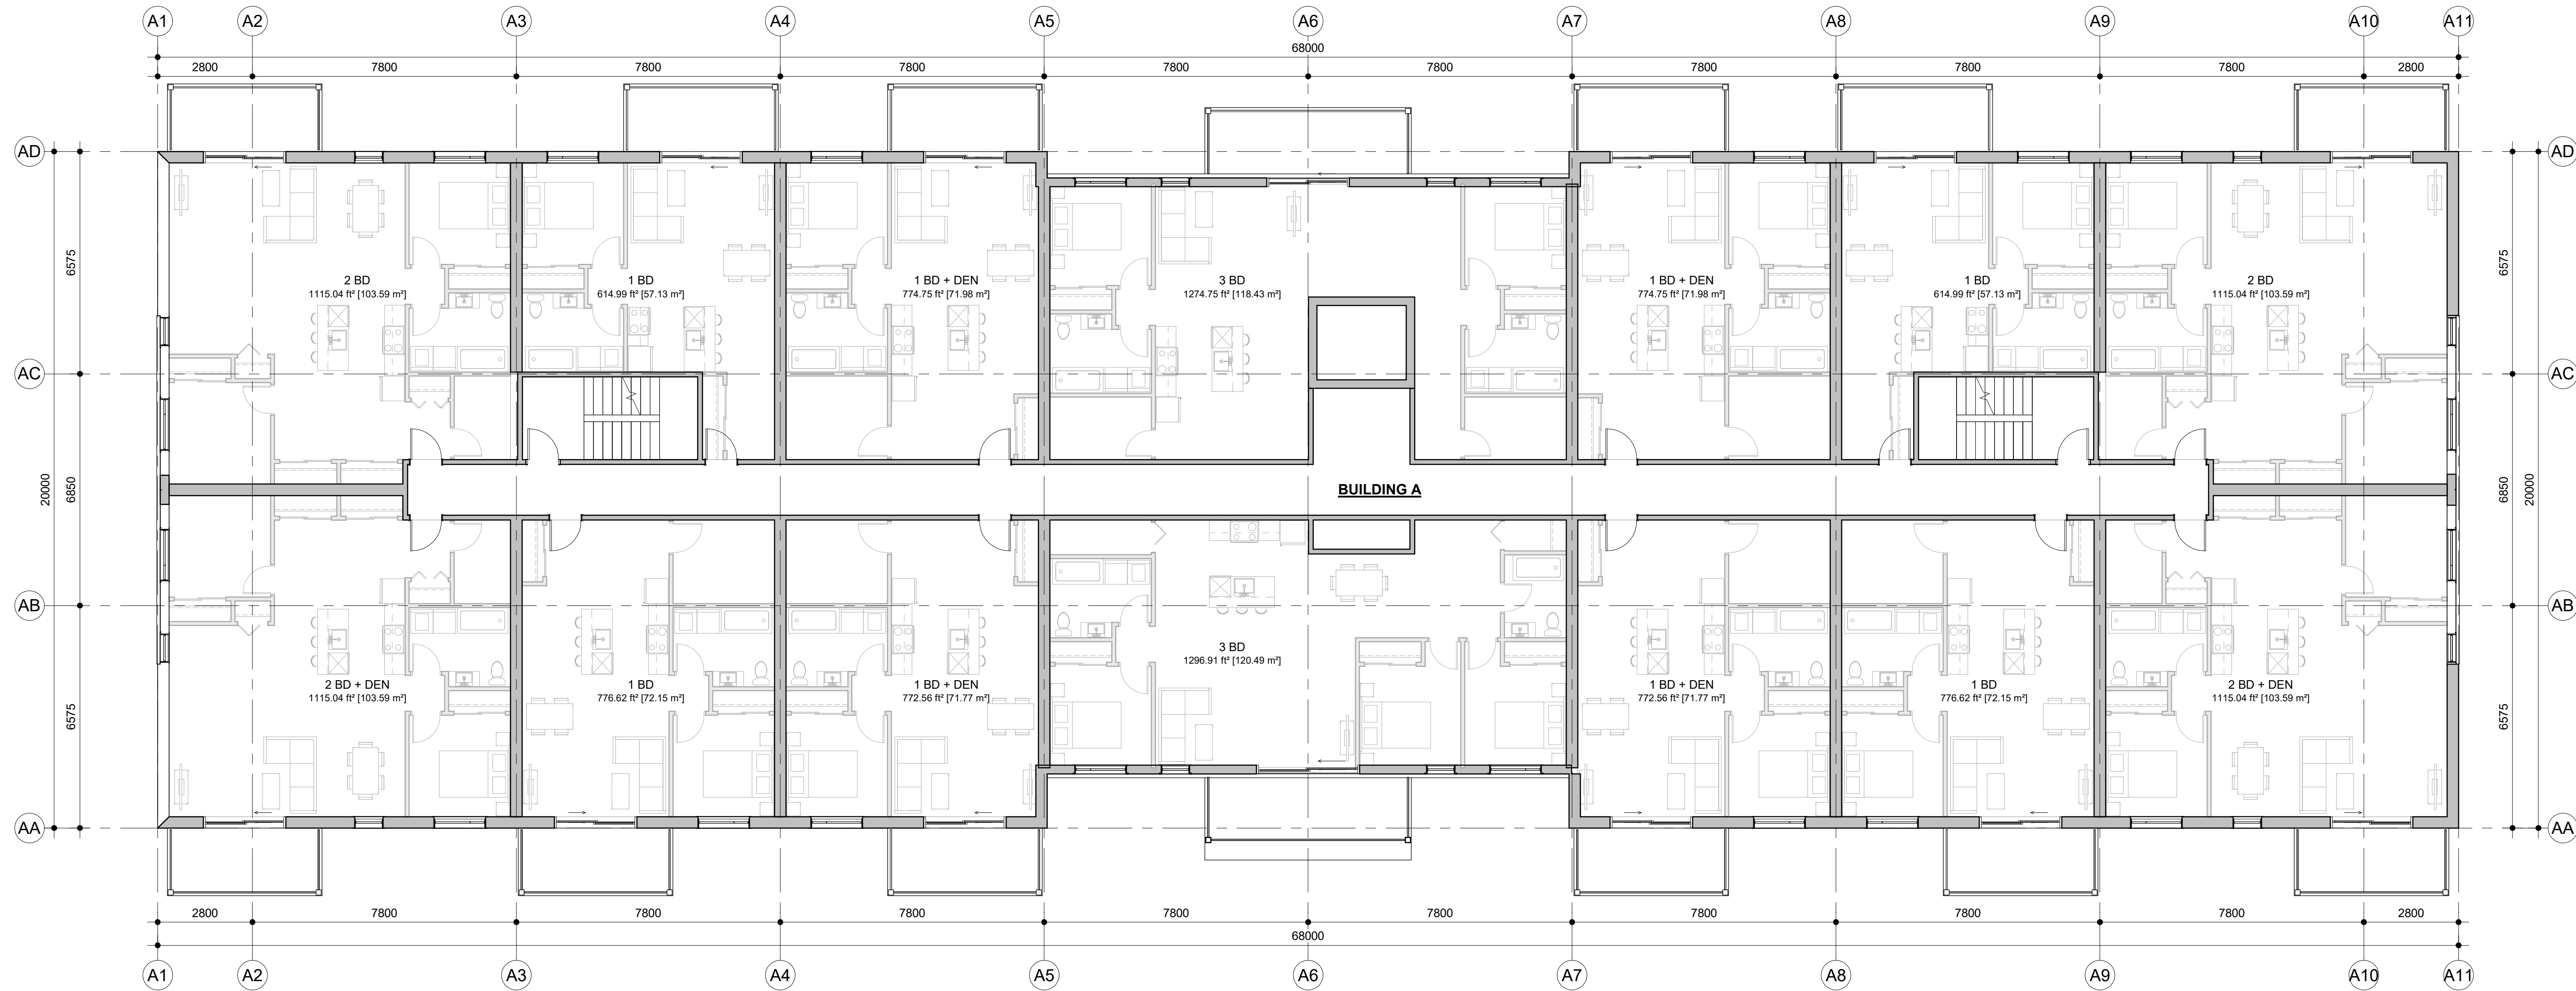 A1 A2 A3 A4 A5 A6 A7 A8 A9 A10 A11
68000
2800 7800 7800 7800 7800 7800 7800 7800 7800 2800
AD AD
6575 6575
2 BD
1115.04 ft² [103.59 m²]
1 BD
614.99 ft² [57.13 m²]
1 BD + DEN
774.75 ft² [71.98 m²]
3 BD
1274.75 ft² [118.43 m²]
1 BD + DEN
774.75 ft² [71.98 m²]
1 BD
614.99 ft² [57.13 m²]
2 BD
1115.04 ft² [103.59 m²]
AC AC
20000 6850 6850 20000
BUILDING A
AB AB
3 BD
1296.91 ft² [120.49 m²]
2 BD + DEN
1115.04 ft² [103.59 m²]
1 BD
776.62 ft² [72.15 m²]
1 BD + DEN
772.56 ft² [71.77 m²]
1 BD + DEN
772.56 ft² [71.77 m²]
1 BD
776.62 ft² [72.15 m²]
2 BD + DEN
1115.04 ft² [103.59 m²]
6575 6575
AA AA
2800 7800 7800 7800 7800 7800 7800 7800 7800 2800
68000
A1 A2 A3 A4 A5 A6 A7 A8 A9 A10 A11